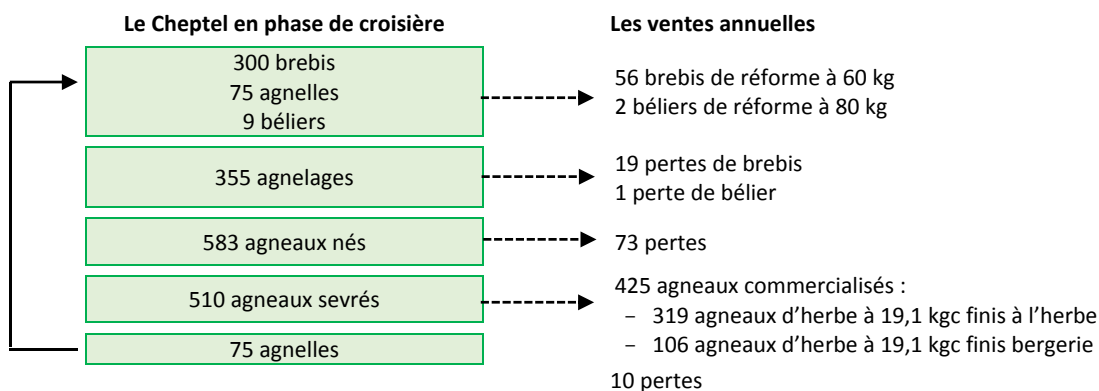 Le Cheptel en phase de croisière
300 brebis
75 agnelles
9 béliers
355 agnelages
583 agneaux nés
510 agneaux sevrés
75 agnelles
Les ventes annuelles
56 brebis de réforme à 60 kg
2 béliers de réforme à 80 kg
19 pertes de brebis
1 perte de bélier
73 pertes
425 agneaux commercialisés :
− 319 agneaux d’herbe à 19,1 kgc finis à l’herbe
− 106 agneaux d’herbe à 19,1 kgc finis bergerie
10 pertes